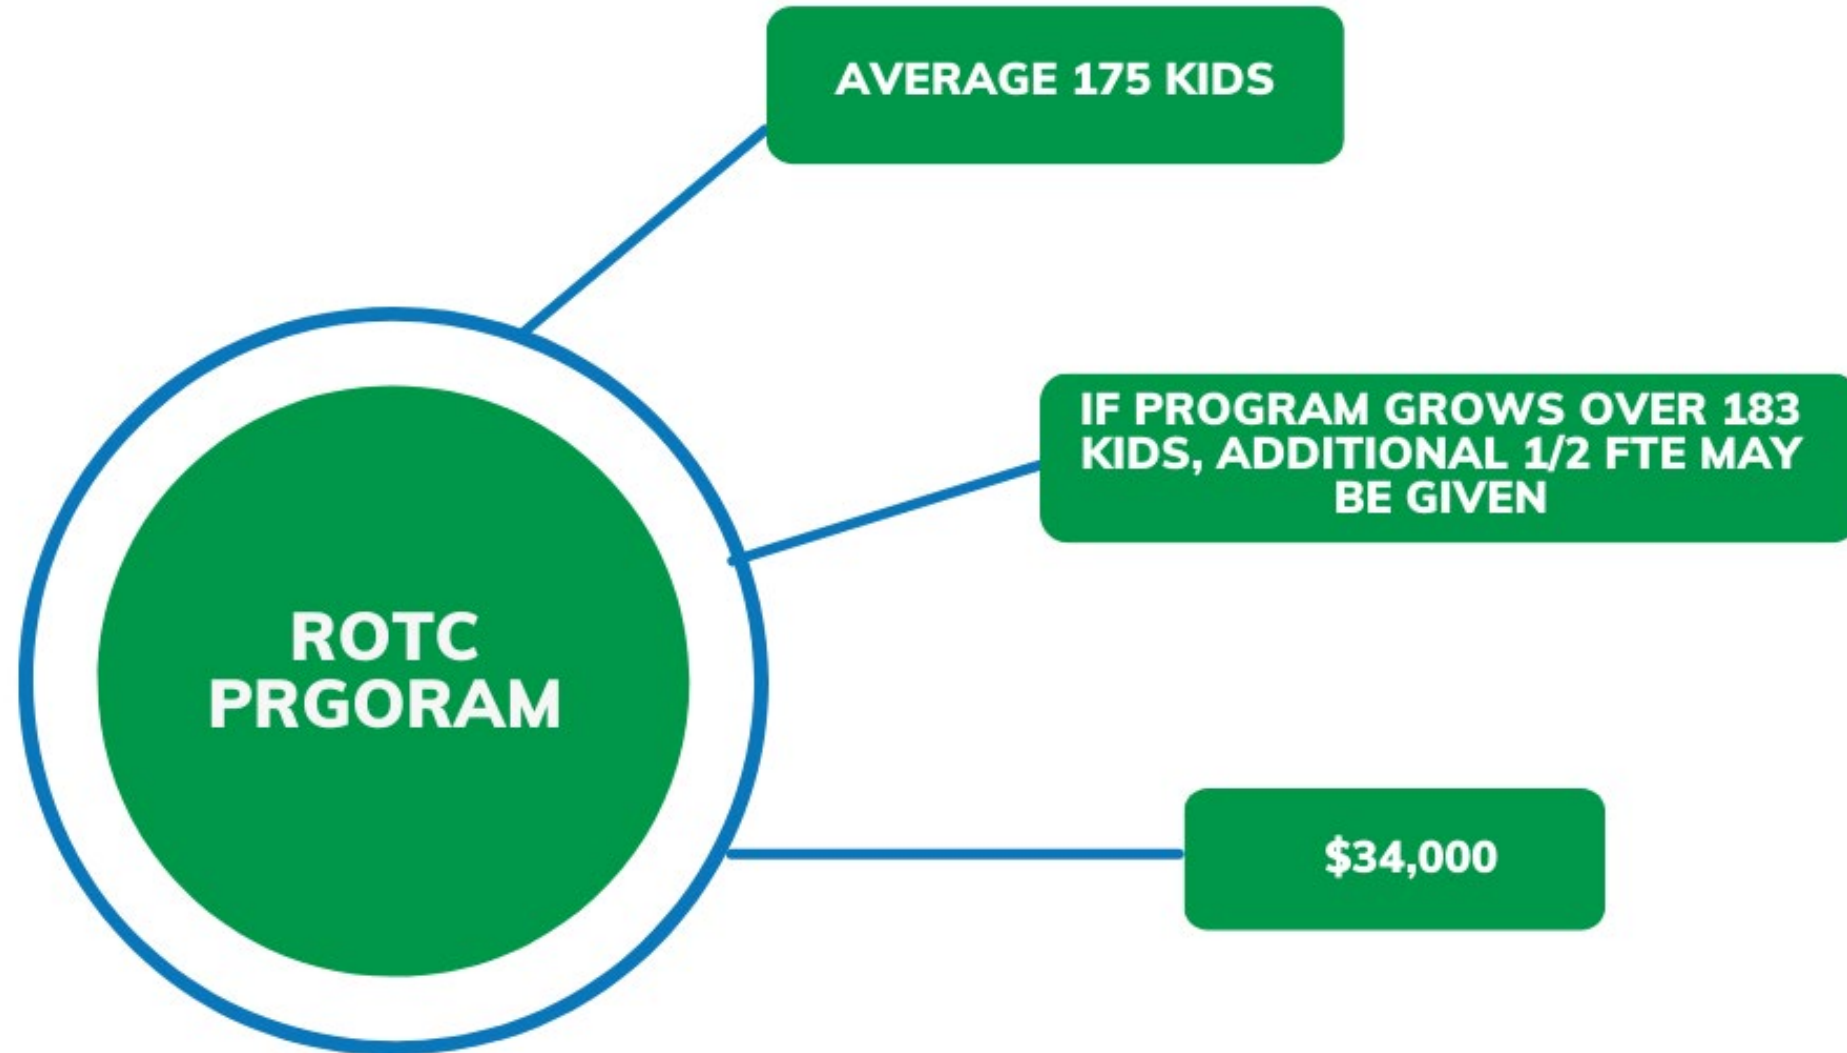 AVERAGE 175 KIDS
IF PROGRAM GROWS OVER 183
KIDS, ADDITIONAL 1/2 FTE MAY
BE GIVEN
ROTC
PRGORAM
$34,000